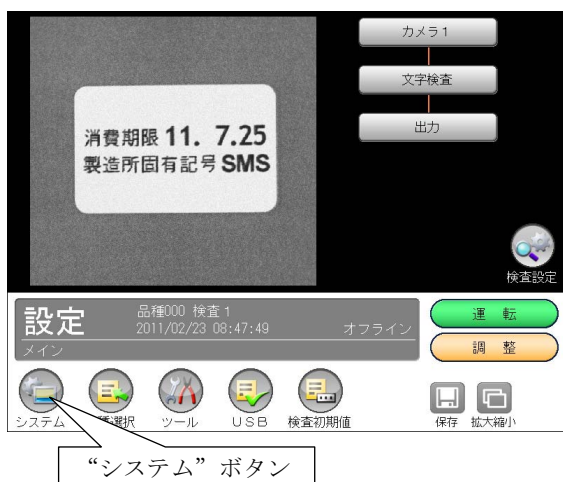 カメラ1
文字検査
出力
消費期限 11. 7.25
製造所固有記号 SMS
検査設定
設定
品種000 検査1
2011/02/23 08:47:49
オフライン
メイン
運 転
調 整
システム
種選択
ツール
USB
検査初期値
保存
拡大縮小
“システム” ボタン